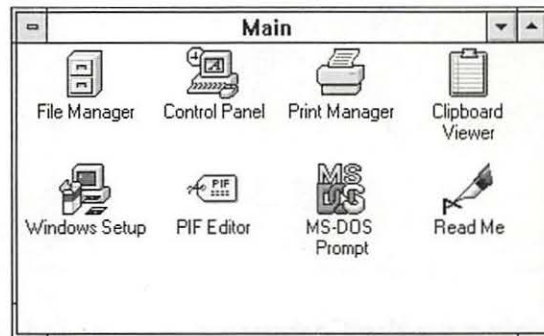 Main
File Manager
Control Panel
Print Manager
Clipboard
Viewer
PIF
MS
DOS
Windows Setup
PIF Editor
MS-DOS
Prompt
Read Me